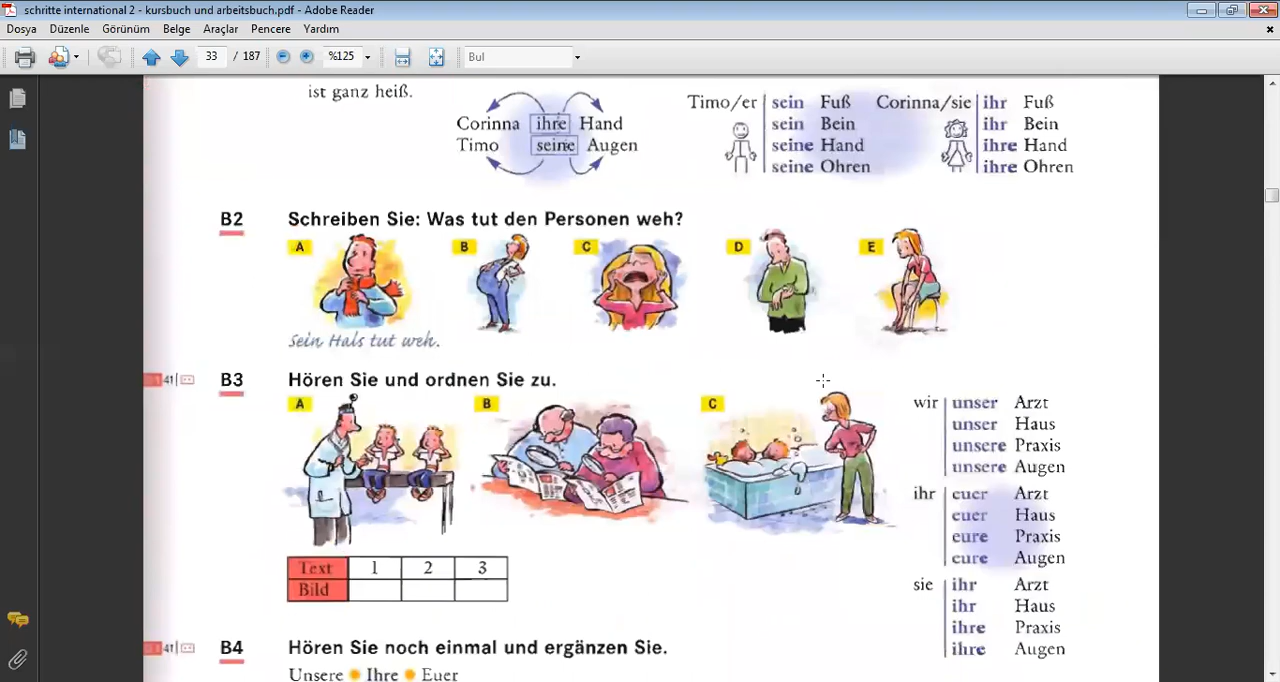 schritte international 2 - kursbuch und arbeitsbuch.pdf - Adobe Reader
Dosya Düzenle Görünüm Belge Araçlar Pencere Yardım
33 / 187 %125 Bul
ist ganz heiß.
Corinna ihre Hand
Timo seine Augen
Timo/er sein Fuß
sein Bein
seine Hand
seine Ohren
Corinna/sie ihr Fuß
ihr Bein
ihre Hand
ihre Ohren
B2 Schreiben Sie: Was tut den Personen weh?
A B C D E
Sein Hals tut weh.
41 B3 Hören Sie und ordnen Sie zu.
A B C
wir unser Arzt
unser Haus
unsere Praxis
unsere Augen
ihr euer Arzt
euer Haus
eure Praxis
eure Augen
sie ihr Arzt
ihr Haus
ihre Praxis
ihre Augen
Text 1 2 3
Bild
41 B4 Hören Sie noch einmal und ergänzen Sie.
Unsere Ihre Euer